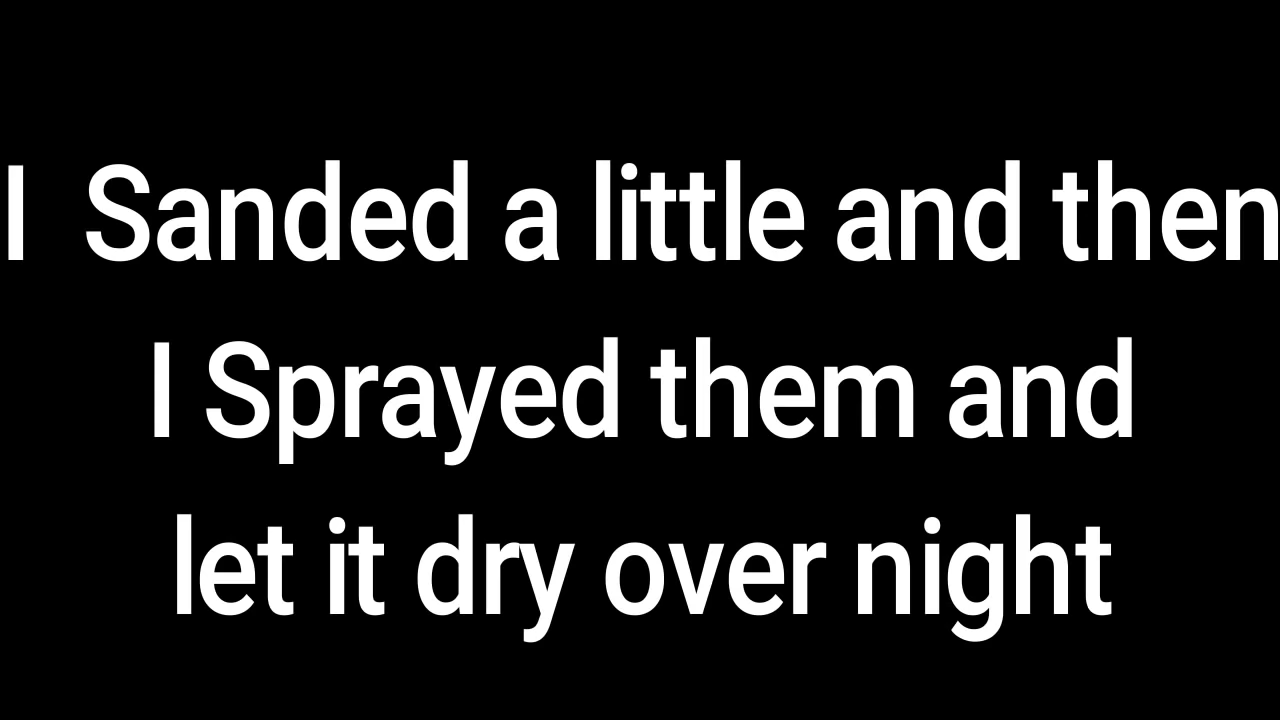 I  Sanded a little and then
I Sprayed them and
let it dry over night